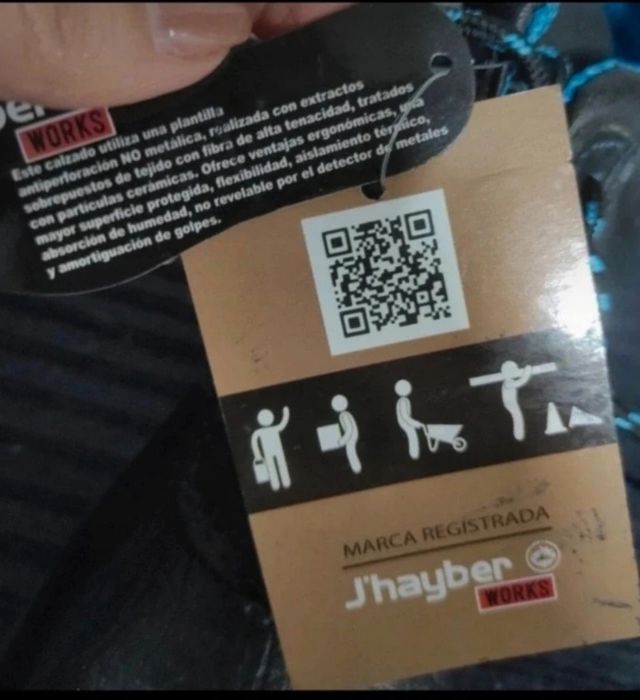 WORKS
Este calzado utiliza una plantilla
antiperforación NO metálica, realizada con extractos
sobrepuestos de tejido con fibra de alta tenacidad, tratados
con partículas cerámicas. Ofrece ventajas ergonómicas, una
mayor superficie protegida, flexibilidad, aislamiento térmico,
absorción de humedad, no revelable por el detector de metales
y amortiguación de golpes.
MARCA REGISTRADA
J'hayber
WORKS